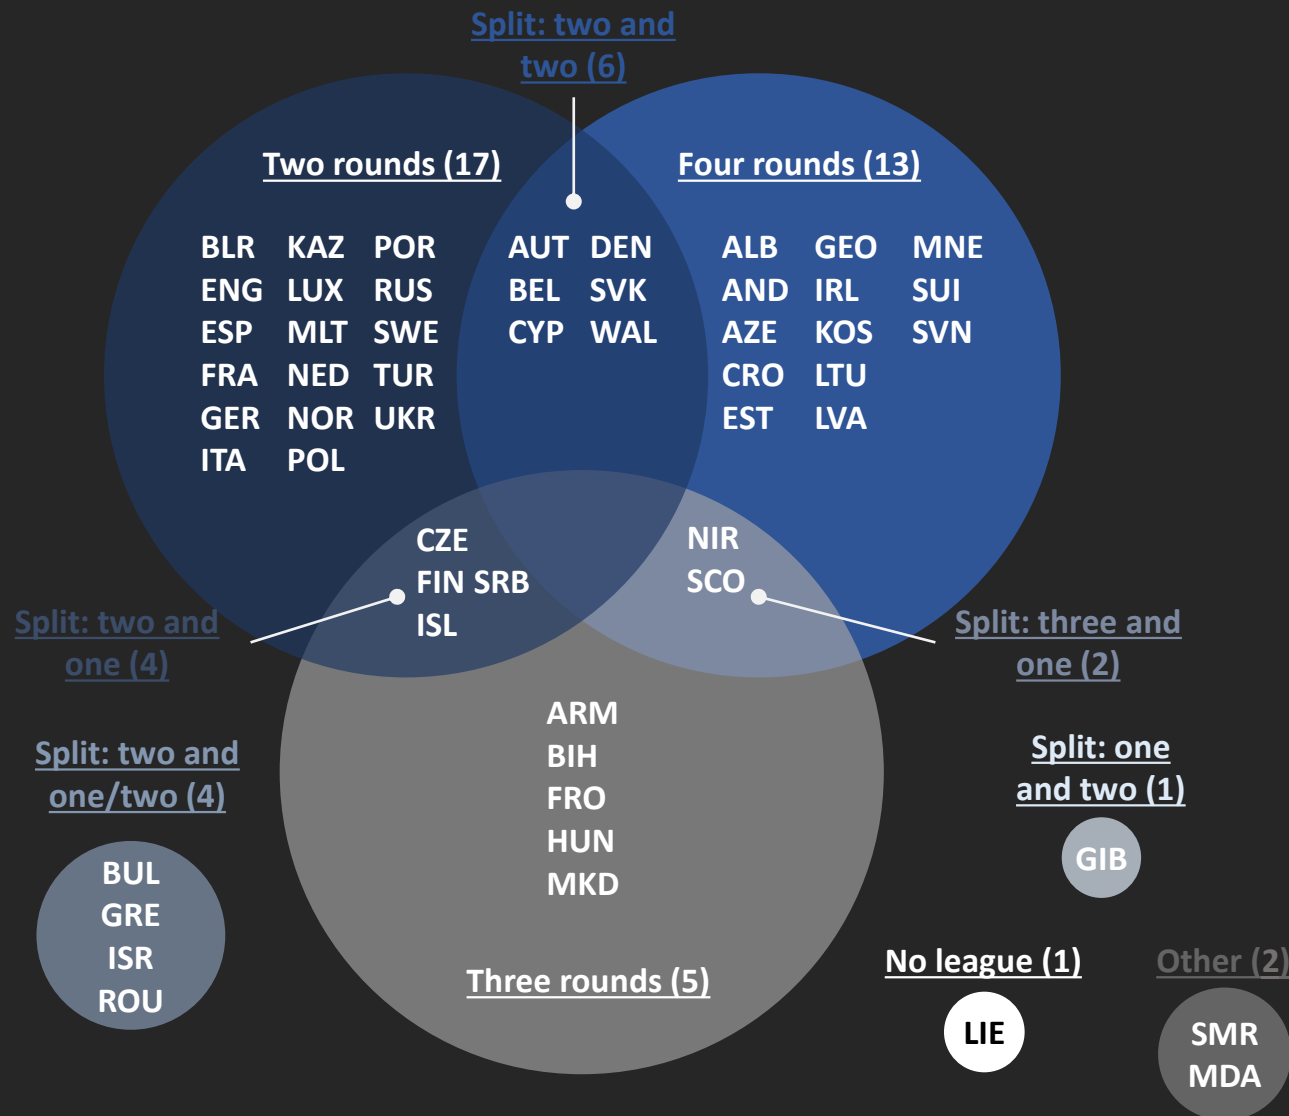 Split: two and
two (6)
Two rounds (17)
Four rounds (13)
BLR KAZ POR
ENG LUX RUS
ESP MLT SWE
FRA NED TUR
GER NOR UKR
ITA POL
AUT DEN
BEL SVK
CYP WAL
ALB GEO MNE
AND IRL SUI
AZE KOS SVN
CRO LTU
EST LVA
CZE
FIN SRB
ISL
NIR
SCO
Split: two and
one (4)
Split: three and
one (2)
ARM
BIH
FRO
HUN
MKD
Three rounds (5)
Split: two and
one/two (4)
BUL
GRE
ISR
ROU
Split: one
and two (1)
GIB
No league (1)
LIE
Other (2)
SMR
MDA